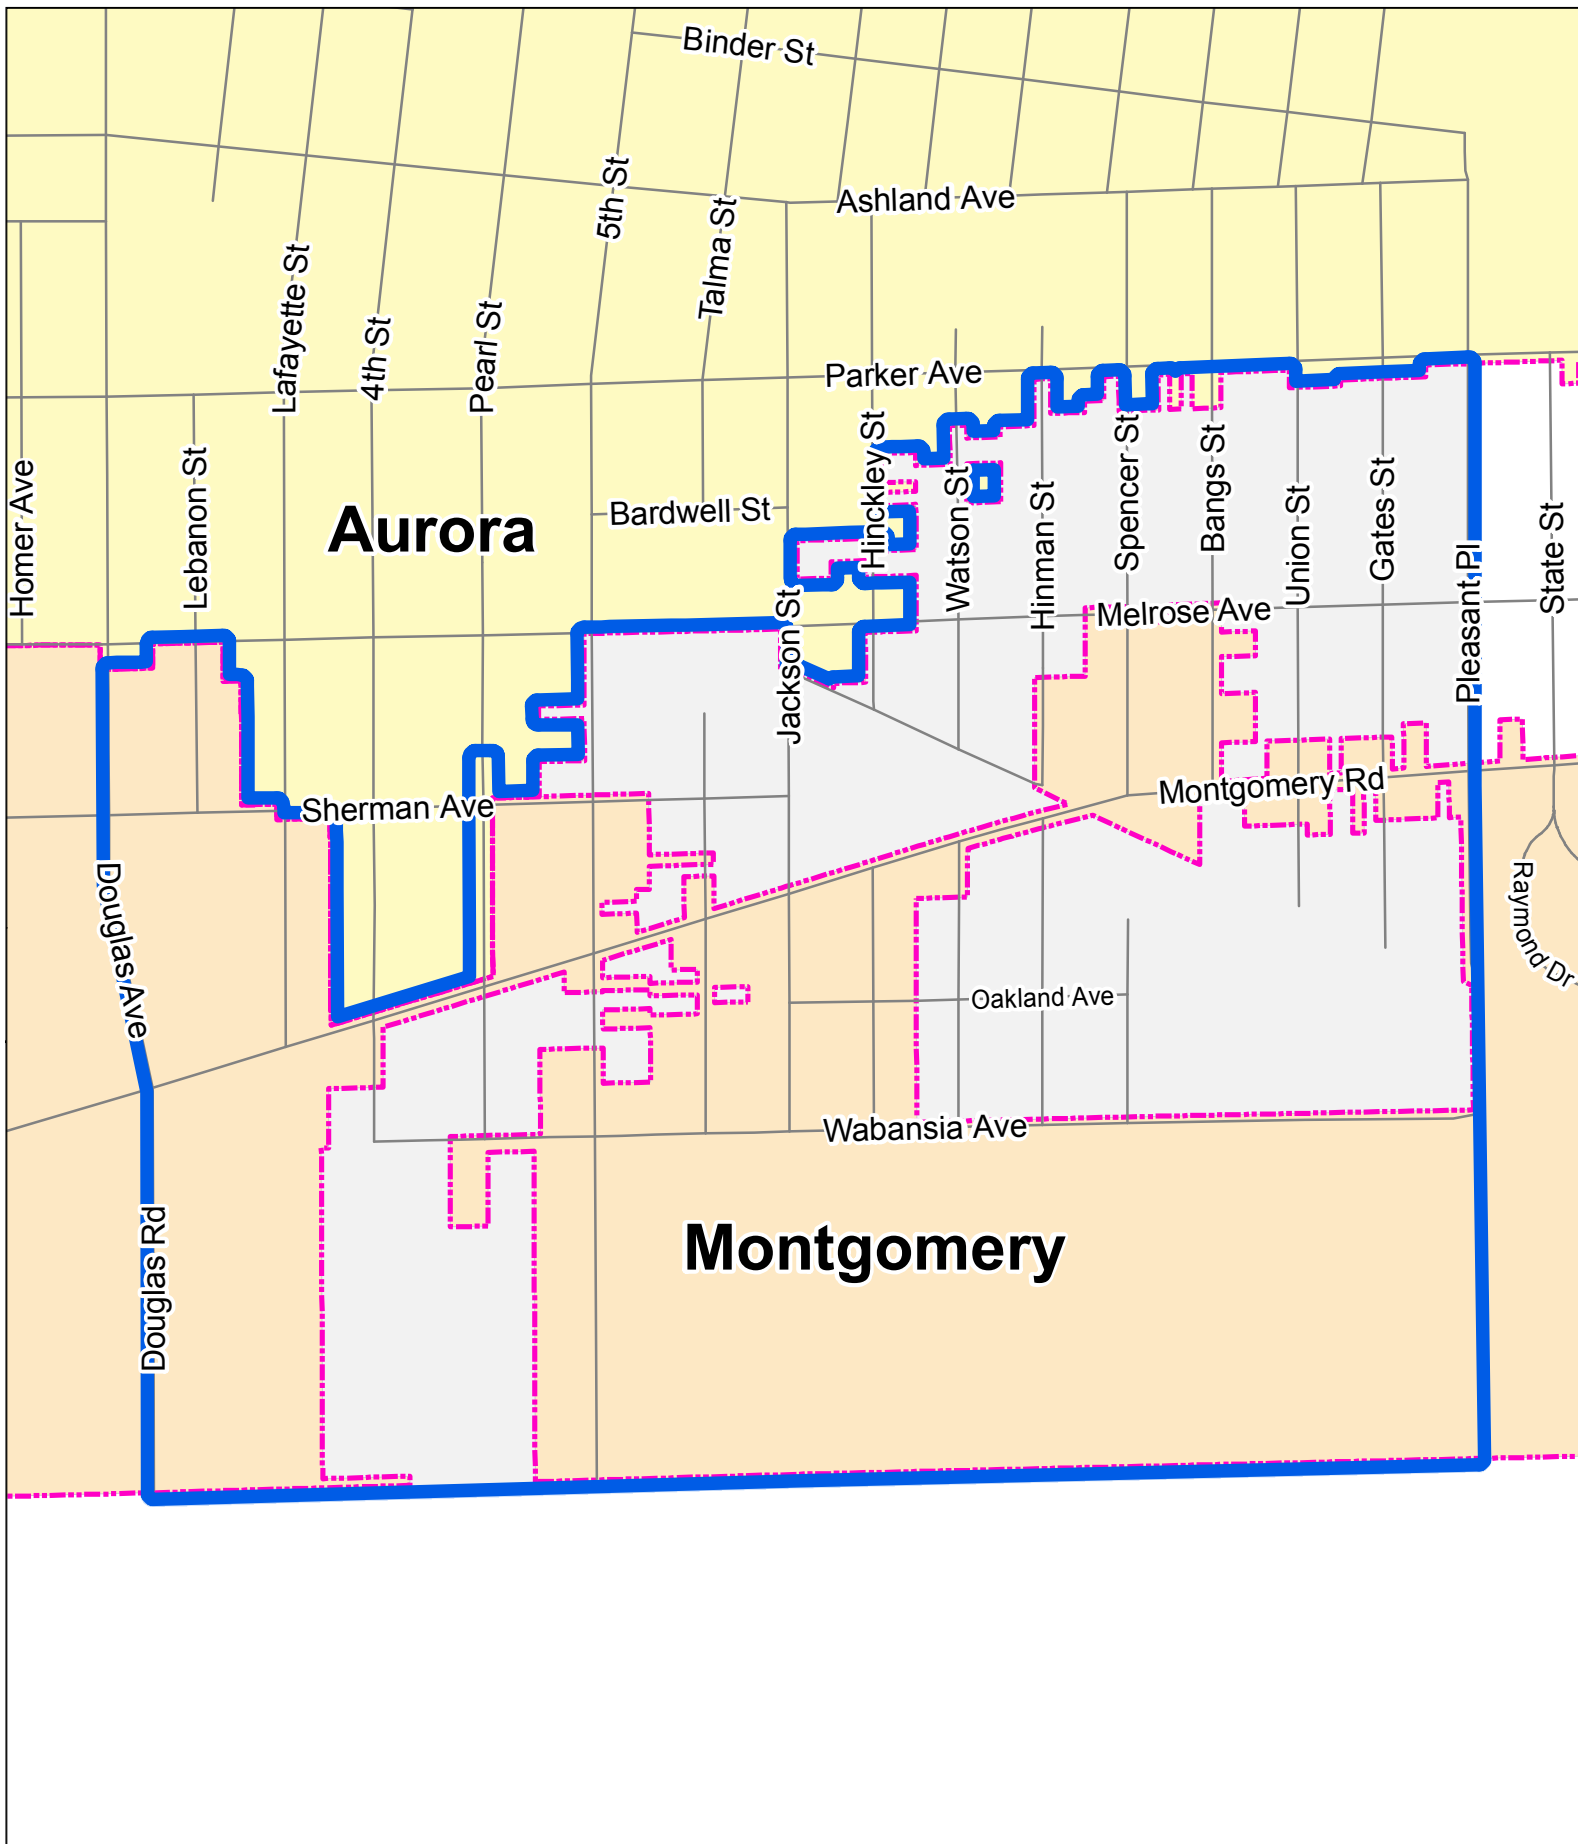 Binder St
5th St
Ashland Ave
Talma St
Lafayette St
4th St
Pearl St
Parker Ave
Hinckley St
Homer Ave
Lebanon St
Aurora
Bardwell St
Watson St
Hinman St
Spencer St
Bangs St
Union St
Gates St
Pleasant Pl
State St
Melrose Ave
Jackson St
Montgomery Rd
Sherman Ave
Douglas Ave
Raymond Dr
Oakland Ave
Wabansia Ave
Montgomery
Douglas Rd